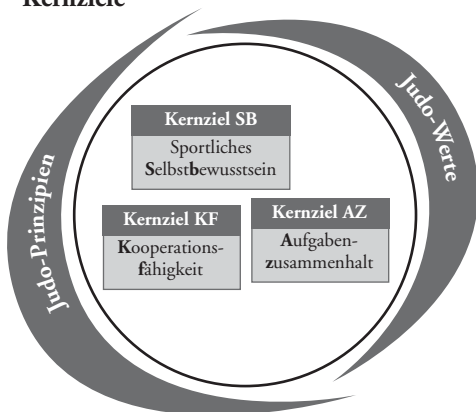 Kernziele
Judo-Werte
Judo-Prinzipien
Kernziel SB
Sportliches
Selbstbewusstsein
Kernziel KF
Kooperations-
fähigkeit
Kernziel AZ
Aufgaben-
zusammenhalt